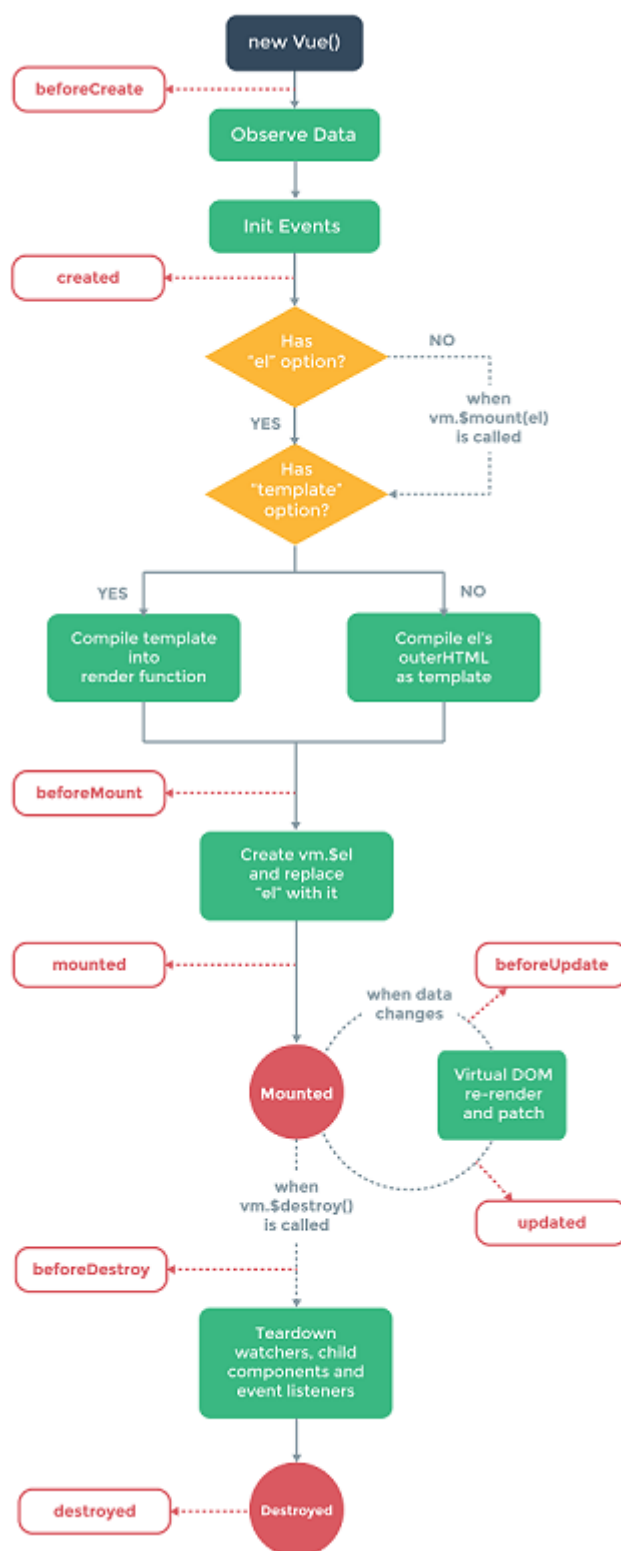 new Vue()
beforeCreate
Observe Data
Init Events
created
Has
"el" option?
NO
when
vm.$mount(el)
is called
YES
Has
"template"
option?
YES
NO
Compile template
into
render function
Compile el's
outerHTML
as template
beforeMount
Create vm.$el
and replace
"el" with it
mounted
beforeUpdate
when data
changes
Mounted
Virtual DOM
re-render
and patch
when
vm.$destroy()
is called
updated
beforeDestroy
Teardown
watchers, child
components and
event listeners
destroyed
Destroyed